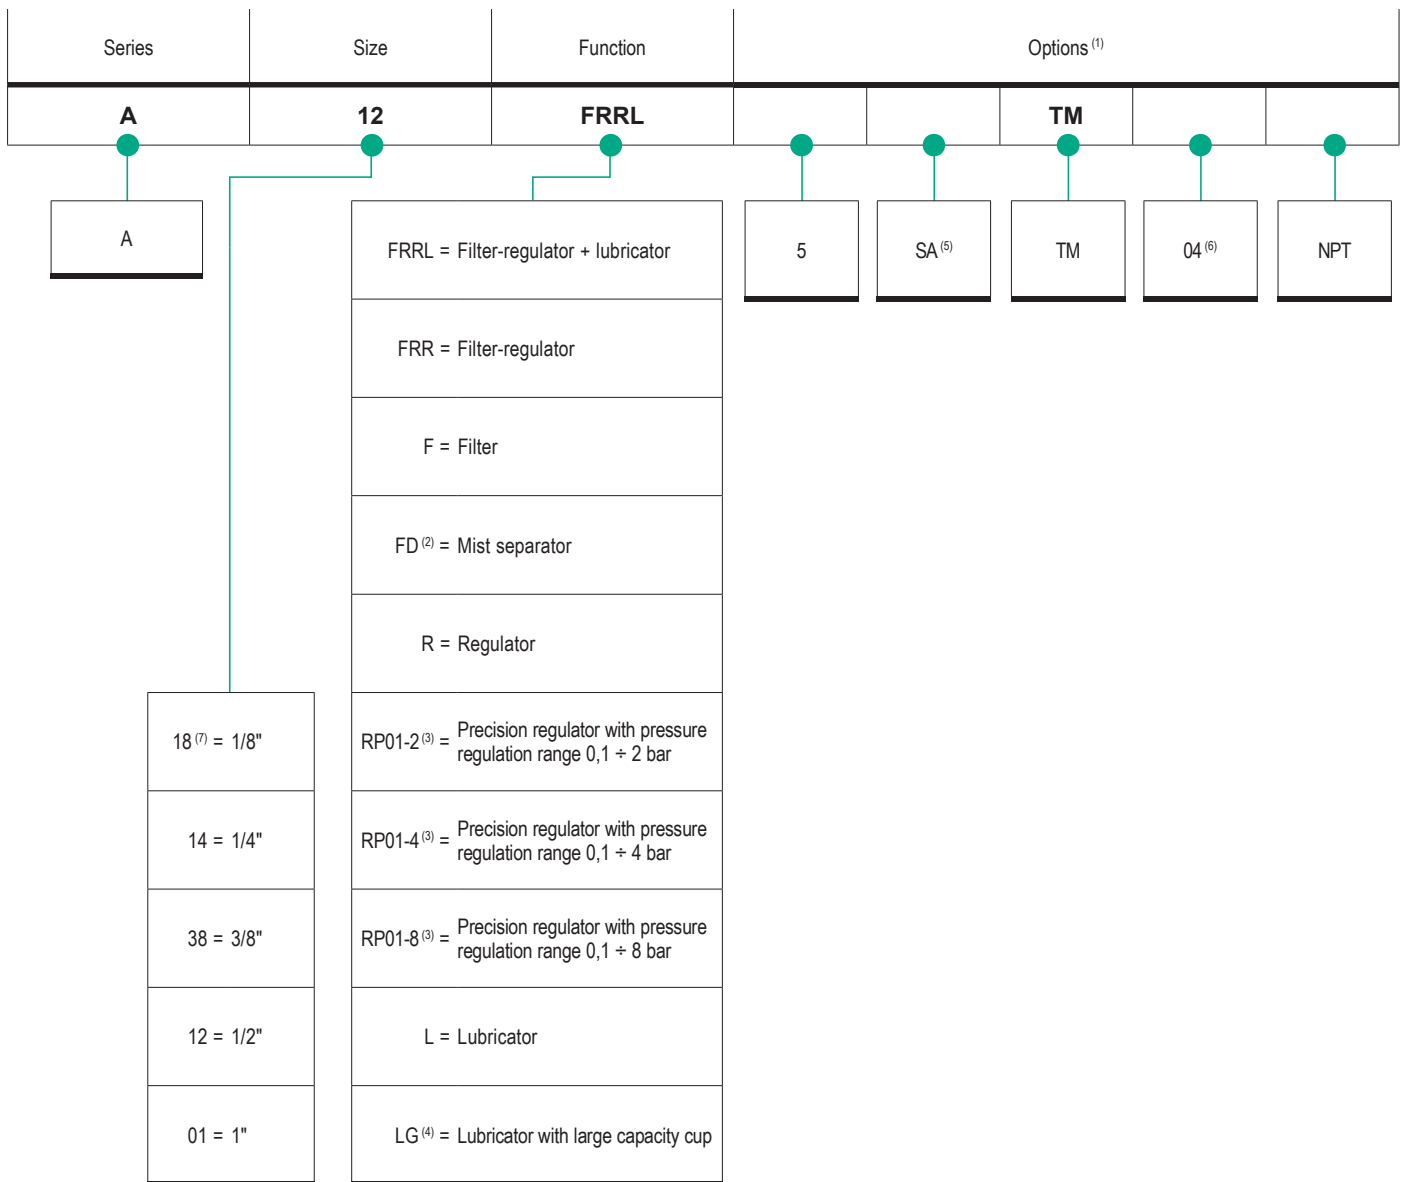 Series Size Function Options (1)
A 12 FRRL TM
A
5 SA (5) TM 04 (6) NPT
FRRL = Filter-regulator + lubricator
FRR = Filter-regulator
F = Filter
FD (2) = Mist separator
R = Regulator
18 (7) = 1/8"
RP01-2 (3) = Precision regulator with pressure
regulation range 0,1 ÷ 2 bar
14 = 1/4"
RP01-4 (3) = Precision regulator with pressure
regulation range 0,1 ÷ 4 bar
38 = 3/8"
RP01-8 (3) = Precision regulator with pressure
regulation range 0,1 ÷ 8 bar
12 = 1/2"
L = Lubricator
01 = 1"
LG (4) = Lubricator with large capacity cup